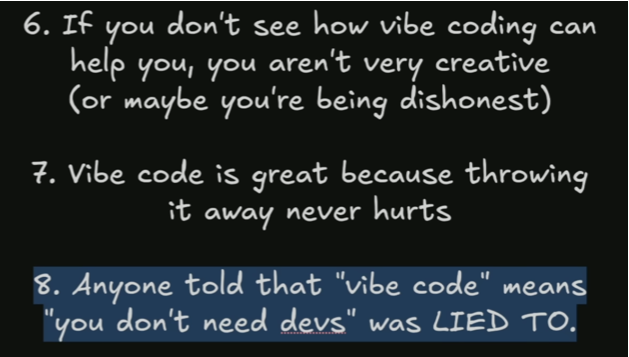 6. If you don't see how vibe coding can
help you, you aren't very creative
(or maybe you're being dishonest)
7. Vibe code is great because throwing
it away never hurts
8. Anyone told that "vibe code" means
"you don't need devs" was LIED TO.